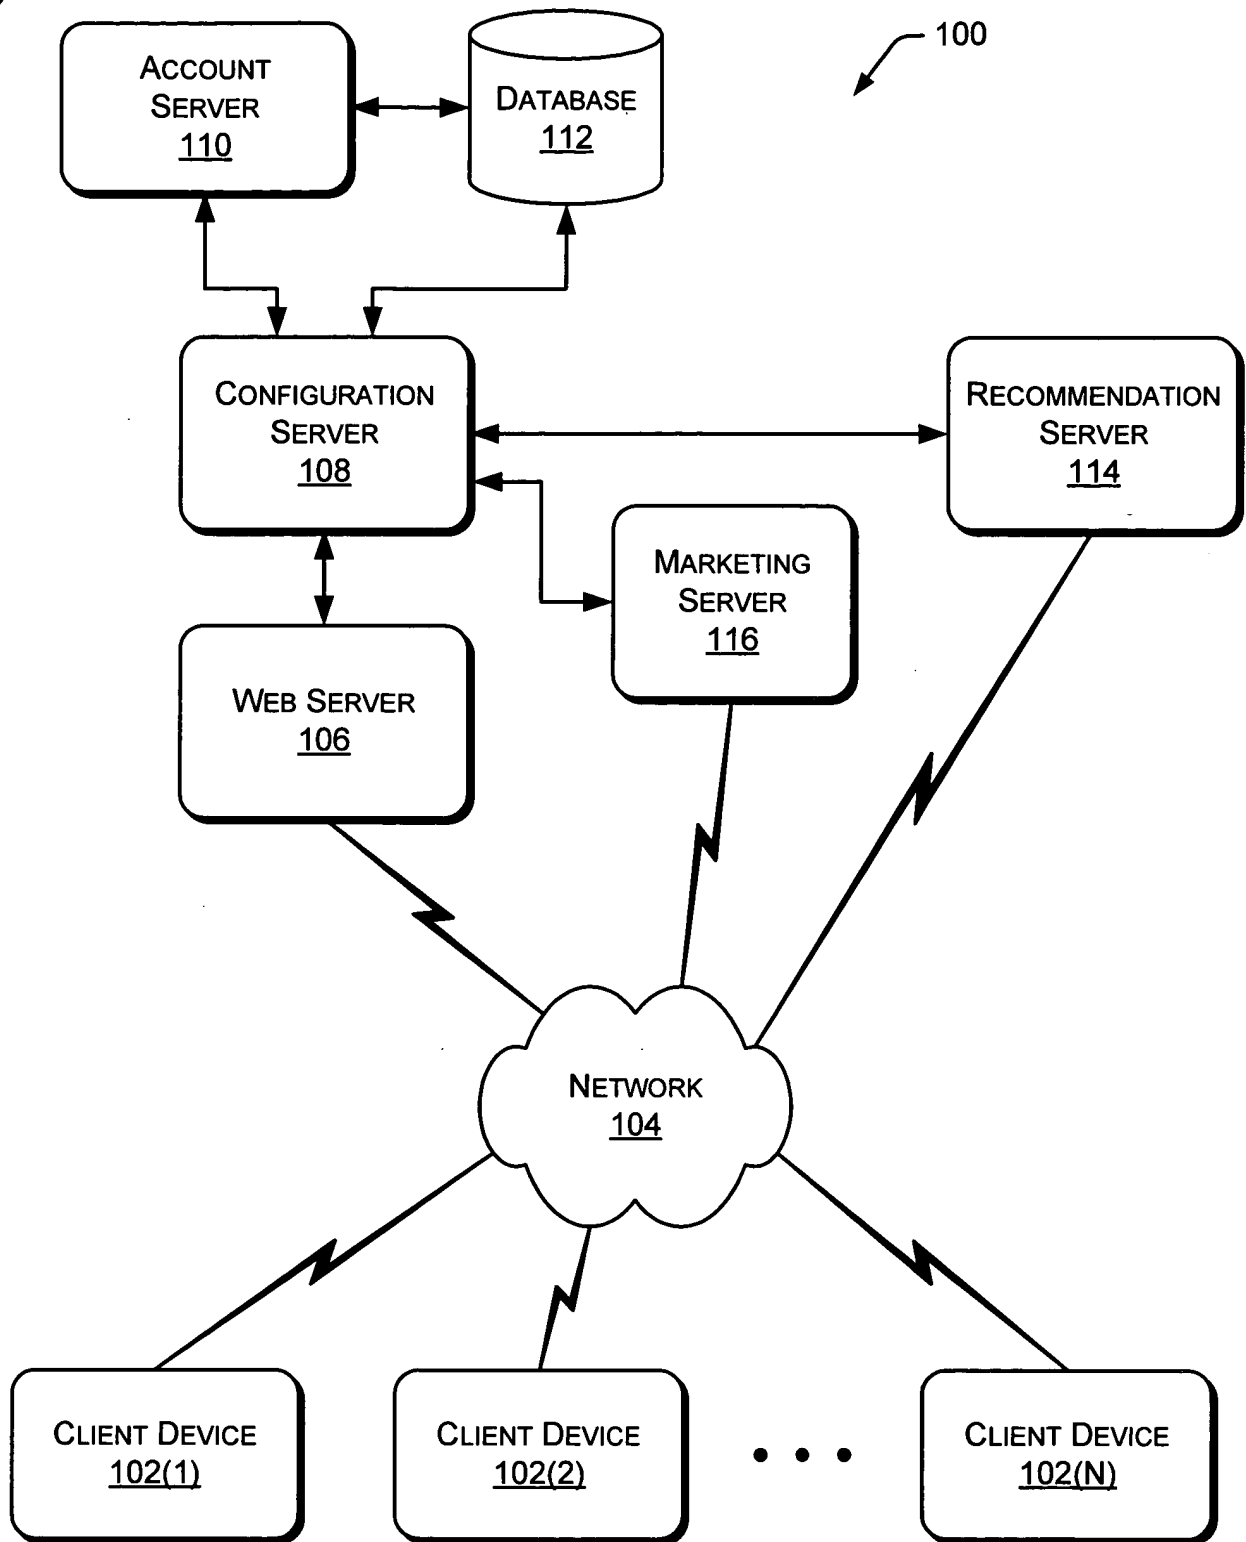 100
ACCOUNT
SERVER
110
DATABASE
112
CONFIGURATION
SERVER
108
RECOMMENDATION
SERVER
114
MARKETING
SERVER
116
WEB SERVER
106
NETWORK
104
CLIENT DEVICE
102(1)
CLIENT DEVICE
102(2)
CLIENT DEVICE
102(N)